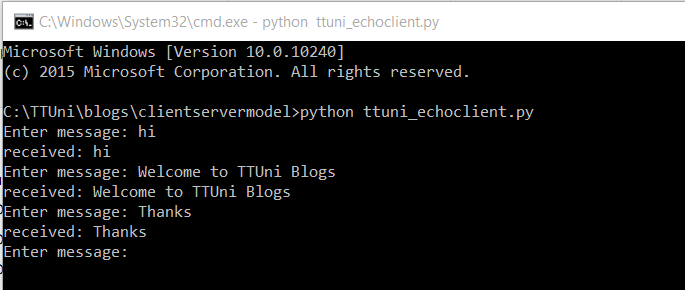 C:\Windows\System32\cmd.exe - python  ttuni_echoclient.py
Microsoft Windows [Version 10.0.10240]
(c) 2015 Microsoft Corporation. All rights reserved.
C:\TTUni\blogs\clientservermodel>python ttuni_echoclient.py
Enter message: hi
received: hi
Enter message: Welcome to TTUni Blogs
received: Welcome to TTUni Blogs
Enter message: Thanks
received: Thanks
Enter message: